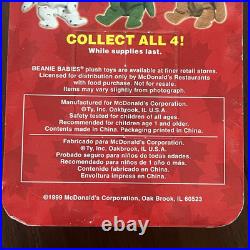 COLLECT ALL 4!
While supplies last.
BEANIE BABIES® plush toys are available at finer retail stores.
Licensed for distribution only by McDonald's Restaurants
with food purchase. Not for resale.
Items may vary slightly from photograph.
Manufactured for McDonald's Corporation.
©Ty, Inc. Oakbrook, IL U.S.A.
Safety tested for children of all ages.
Recommended children age 1 and older.
Contents made in China. Packaging printed in China.
Fabricado para McDonald's Corporation.
©Ty, Inc. Oakbrook, IL U.S.A.
Probado seguro para niños de todas edades.
Recomendado para niños de 1 año o más.
Contenido fabricado en China.
Envoltura impresa en China.
©1999 McDonald's Corporation, Oak Brook, IL 60523